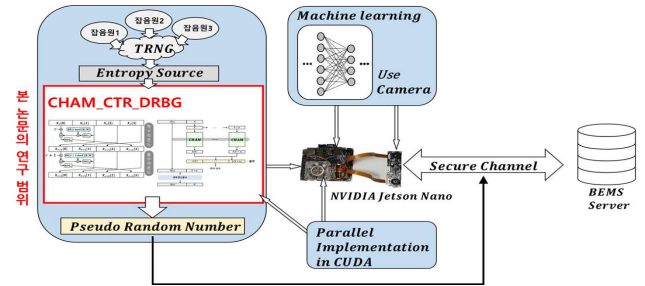 잡음원1
잡음원2
잡음원3
TRNG
Entropy Source
본 논문의 연구 범위
CHAM_CTR_DRBG
CHAM
CHAM
Pseudo Random Number
Machine learning
Use
Camera
NVIDIA Jetson Nano
Parallel
Implementation
in CUDA
Secure Channel
BEMS
Server